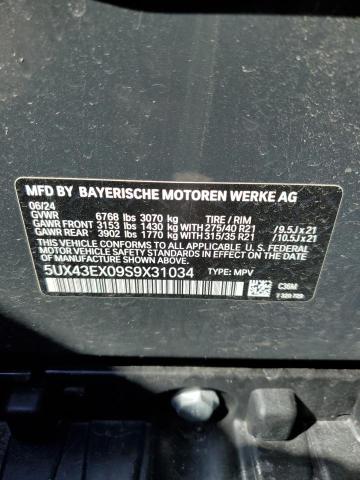 MFD BY BAYERISCHE MOTOREN WERKE AG
06/24
GVWR 6768 lbs 3070 kg TIRE / RIM
GAWR FRONT 3153 lbs 1430 kg WITH 275/40 R21 / 9.5J x 21
GAWR REAR 3902 lbs 1770 kg WITH 315/35 R21 / 10.5J x 21
THIS VEHICLE CONFORMS TO ALL APPLICABLE U.S. FEDERAL
MOTOR VEHICLE SAFETY STANDARDS IN EFFECT ON THE
DATE OF MANUFACTURE SHOWN ABOVE.
5UX43EX09S9X31034 TYPE: MPV C36M